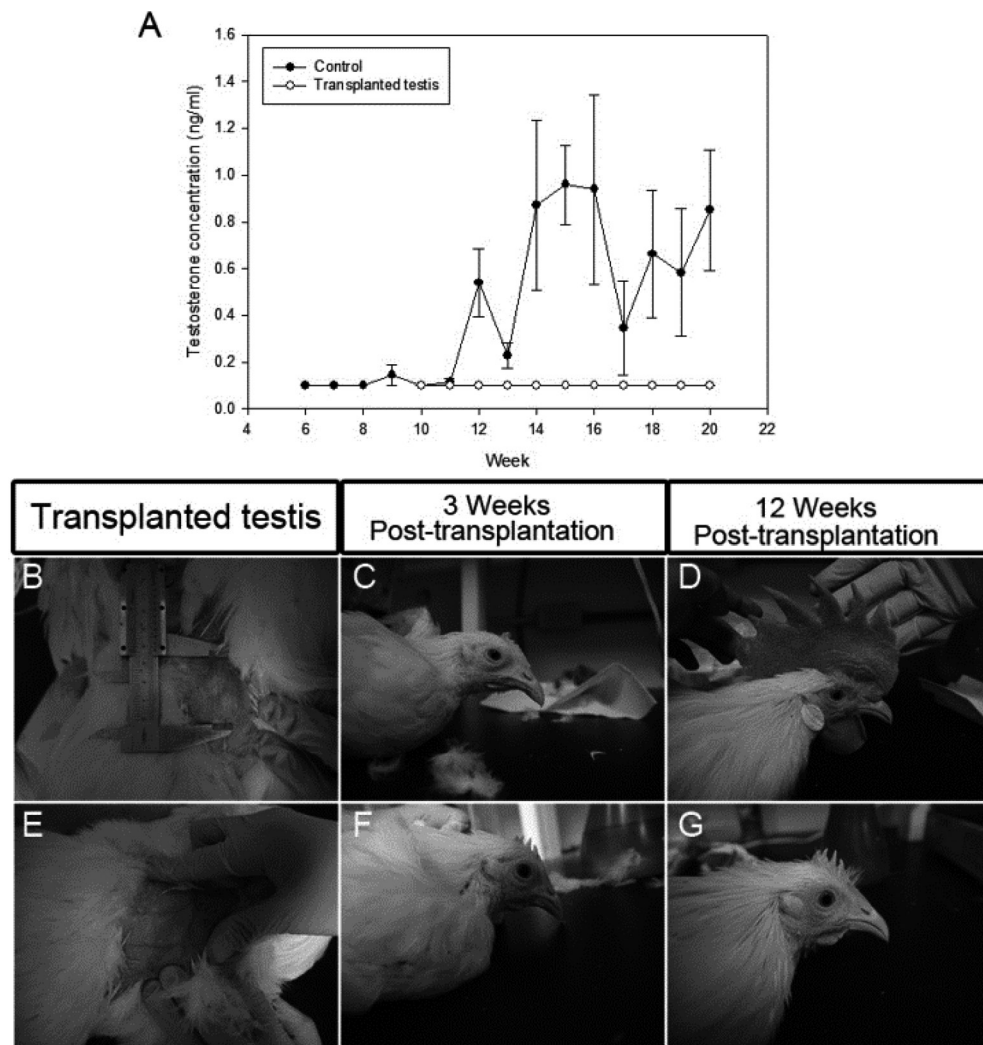 A
Testosterone concentration (ng/ml)
1.6
1.4
1.2
1.0
0.8
0.6
0.4
0.2
0.0
Control
Transplanted testis
4 6 8 10 12 14 16 18 20 22
Week
Transplanted testis
3 Weeks
Post-transplantation
12 Weeks
Post-transplantation
B C D
E F G